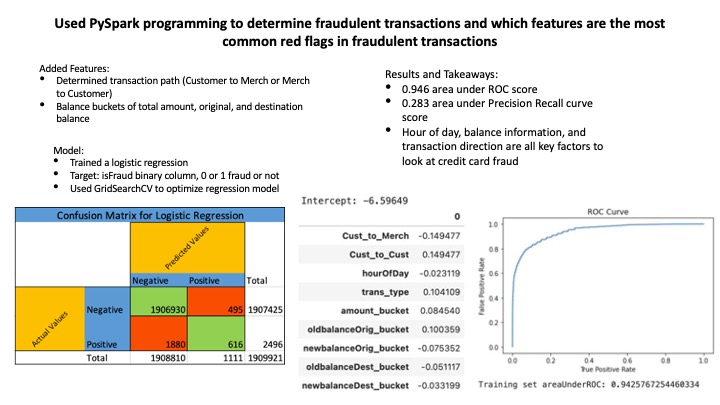 Used PySpark programming to determine fraudulent transactions and which features are the most
common red flags in fraudulent transactions
Added Features:
• Determined transaction path (Customer to Merch or Merch
to Customer)
• Balance buckets of total amount, original, and destination
balance
Model:
• Trained a logistic regression
• Target: isFraud binary column, 0 or 1 fraud or not
• Used GridSearchCV to optimize regression model
Results and Takeaways:
• 0.946 area under ROC score
• 0.283 area under Precision Recall curve
score
• Hour of day, balance information, and
transaction direction are all key factors to
look at credit card fraud
Confusion Matrix for Logistic Regression
Predicted Values
Negative Positive Total
Actual Values
Negative 1906930 495 1907425
Positive 1880 616 2496
Total 1908810 1111 1909921
Intercept: -6.59649
0
Cust_to_Merch -0.149477
Cust_to_Cust 0.149477
hourOfDay -0.023119
trans_type 0.104109
amount_bucket 0.084540
oldbalanceOrig_bucket 0.100359
newbalanceOrig_bucket -0.075352
oldbalanceDest_bucket -0.051117
newbalanceDest_bucket -0.033199
ROC Curve
False Positive Rate
1.0
0.8
0.6
0.4
0.2
0.0
0.0 0.2 0.4 0.6 0.8 1.0
True Positive Rate
Training set areaUnderROC: 0.9425767254460334